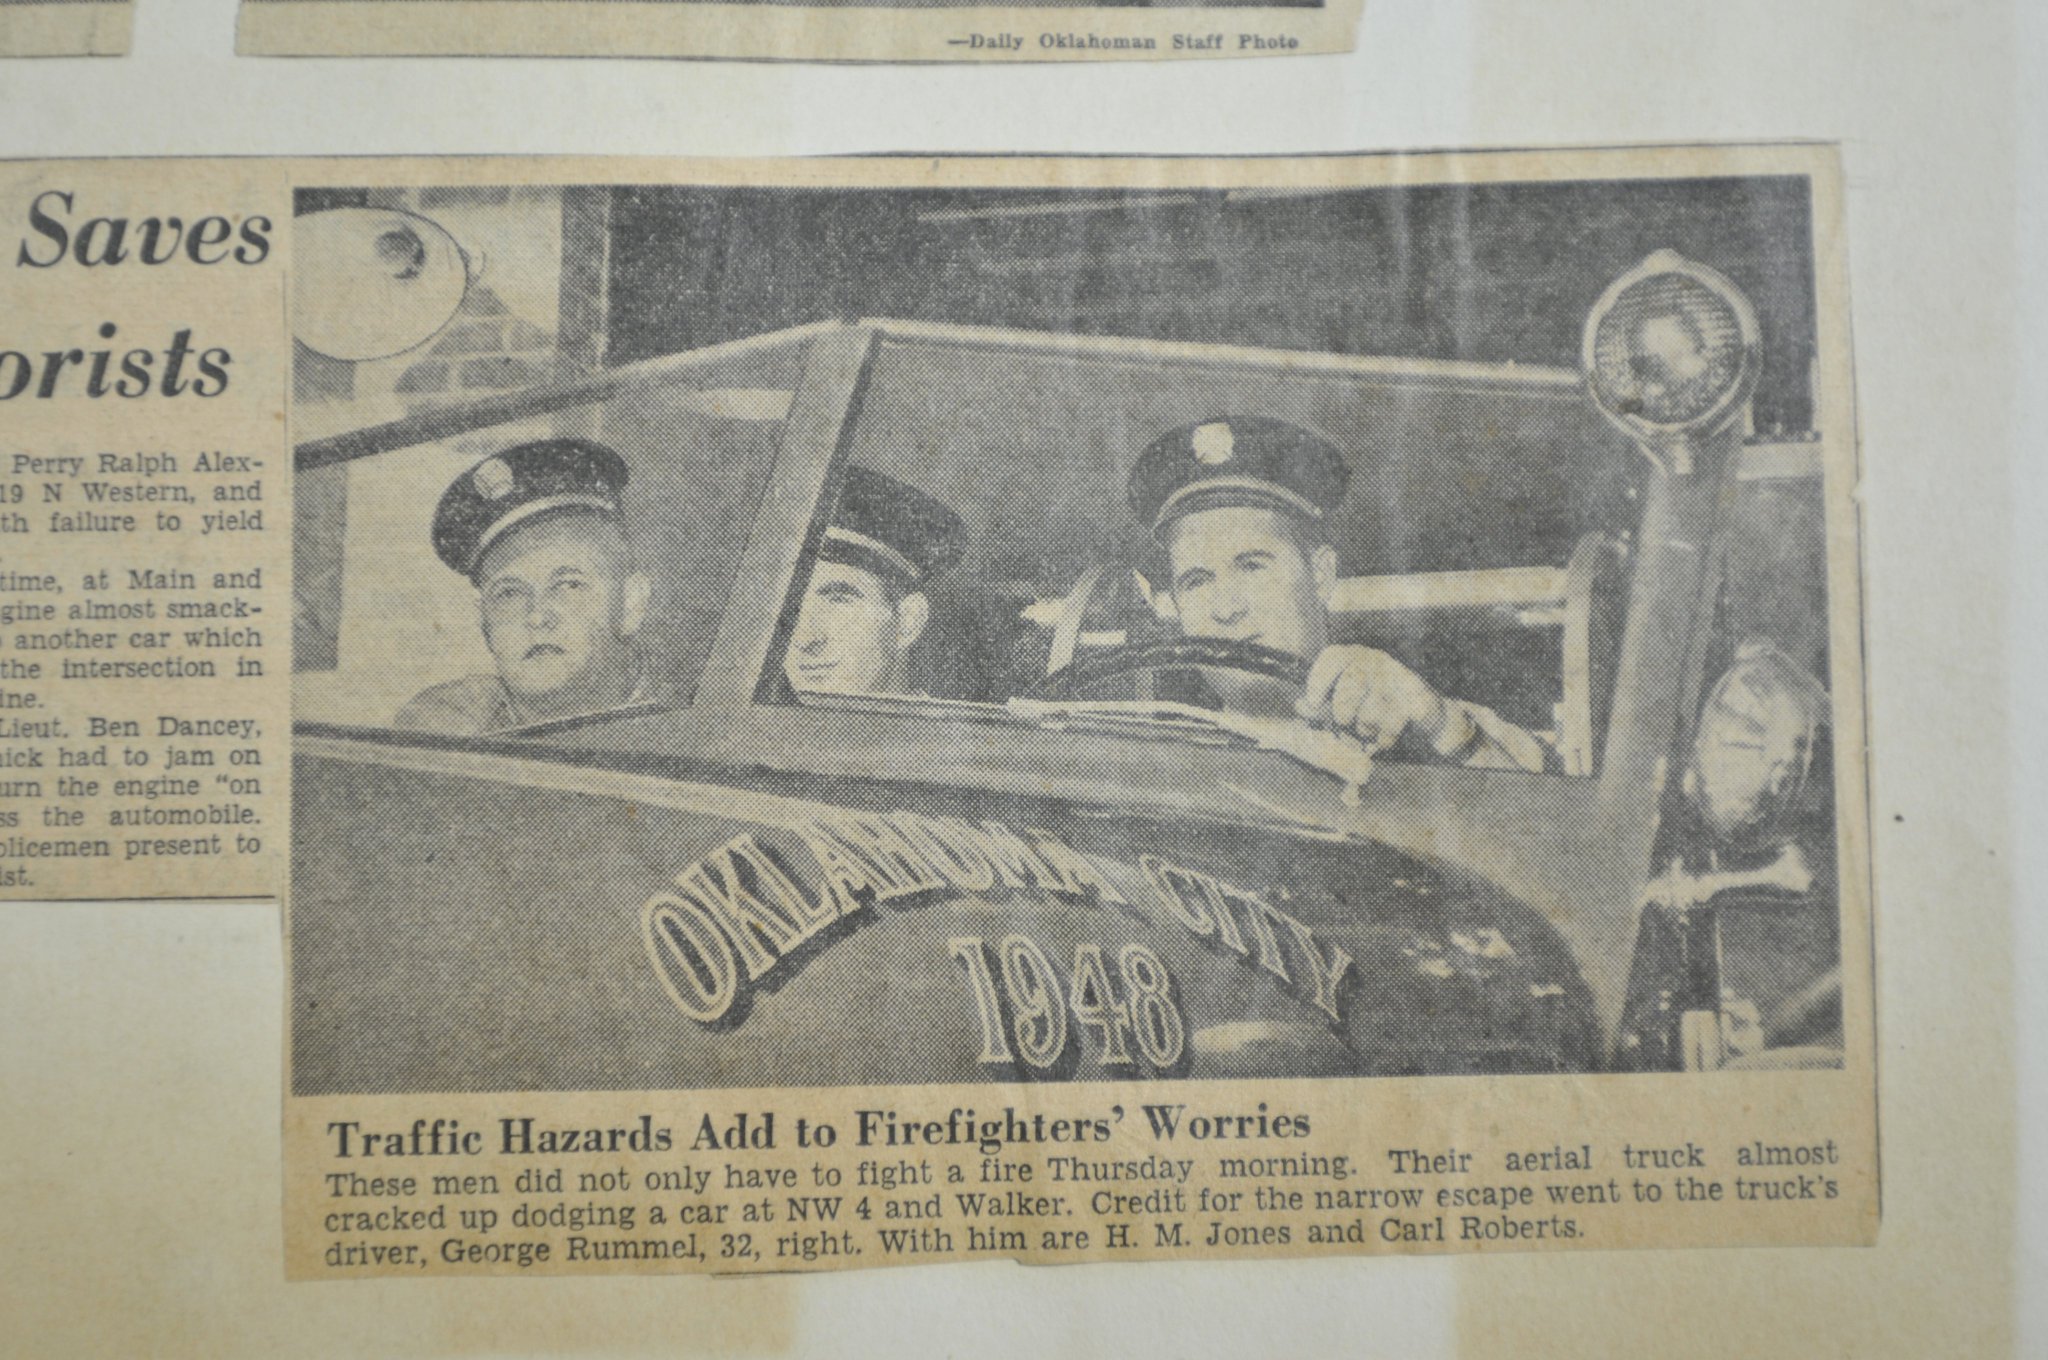 —Daily Oklahoman Staff Photo
Saves
orists
Perry Ralph Alex-
19 N Western, and
th failure to yield
time, at Main and
gine almost smack-
another car which
the intersection in
ine.
Lieut. Ben Dancey,
ick had to jam on
urn the engine "on
ss the automobile.
olicemen present to
ist.
OKLAHOMA CITY
1948
Traffic Hazards Add to Firefighters' Worries
These men did not only have to fight a fire Thursday morning. Their aerial truck almost
cracked up dodging a car at NW 4 and Walker. Credit for the narrow escape went to the truck's
driver, George Rummel, 32, right. With him are H. M. Jones and Carl Roberts.